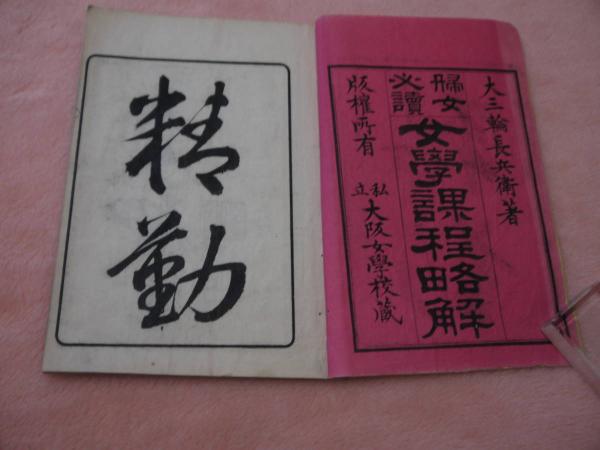 大三輪長兵衛著
婦女
必讀
女學課程略解
版權所有
私立
大阪女學校蔵
精勤